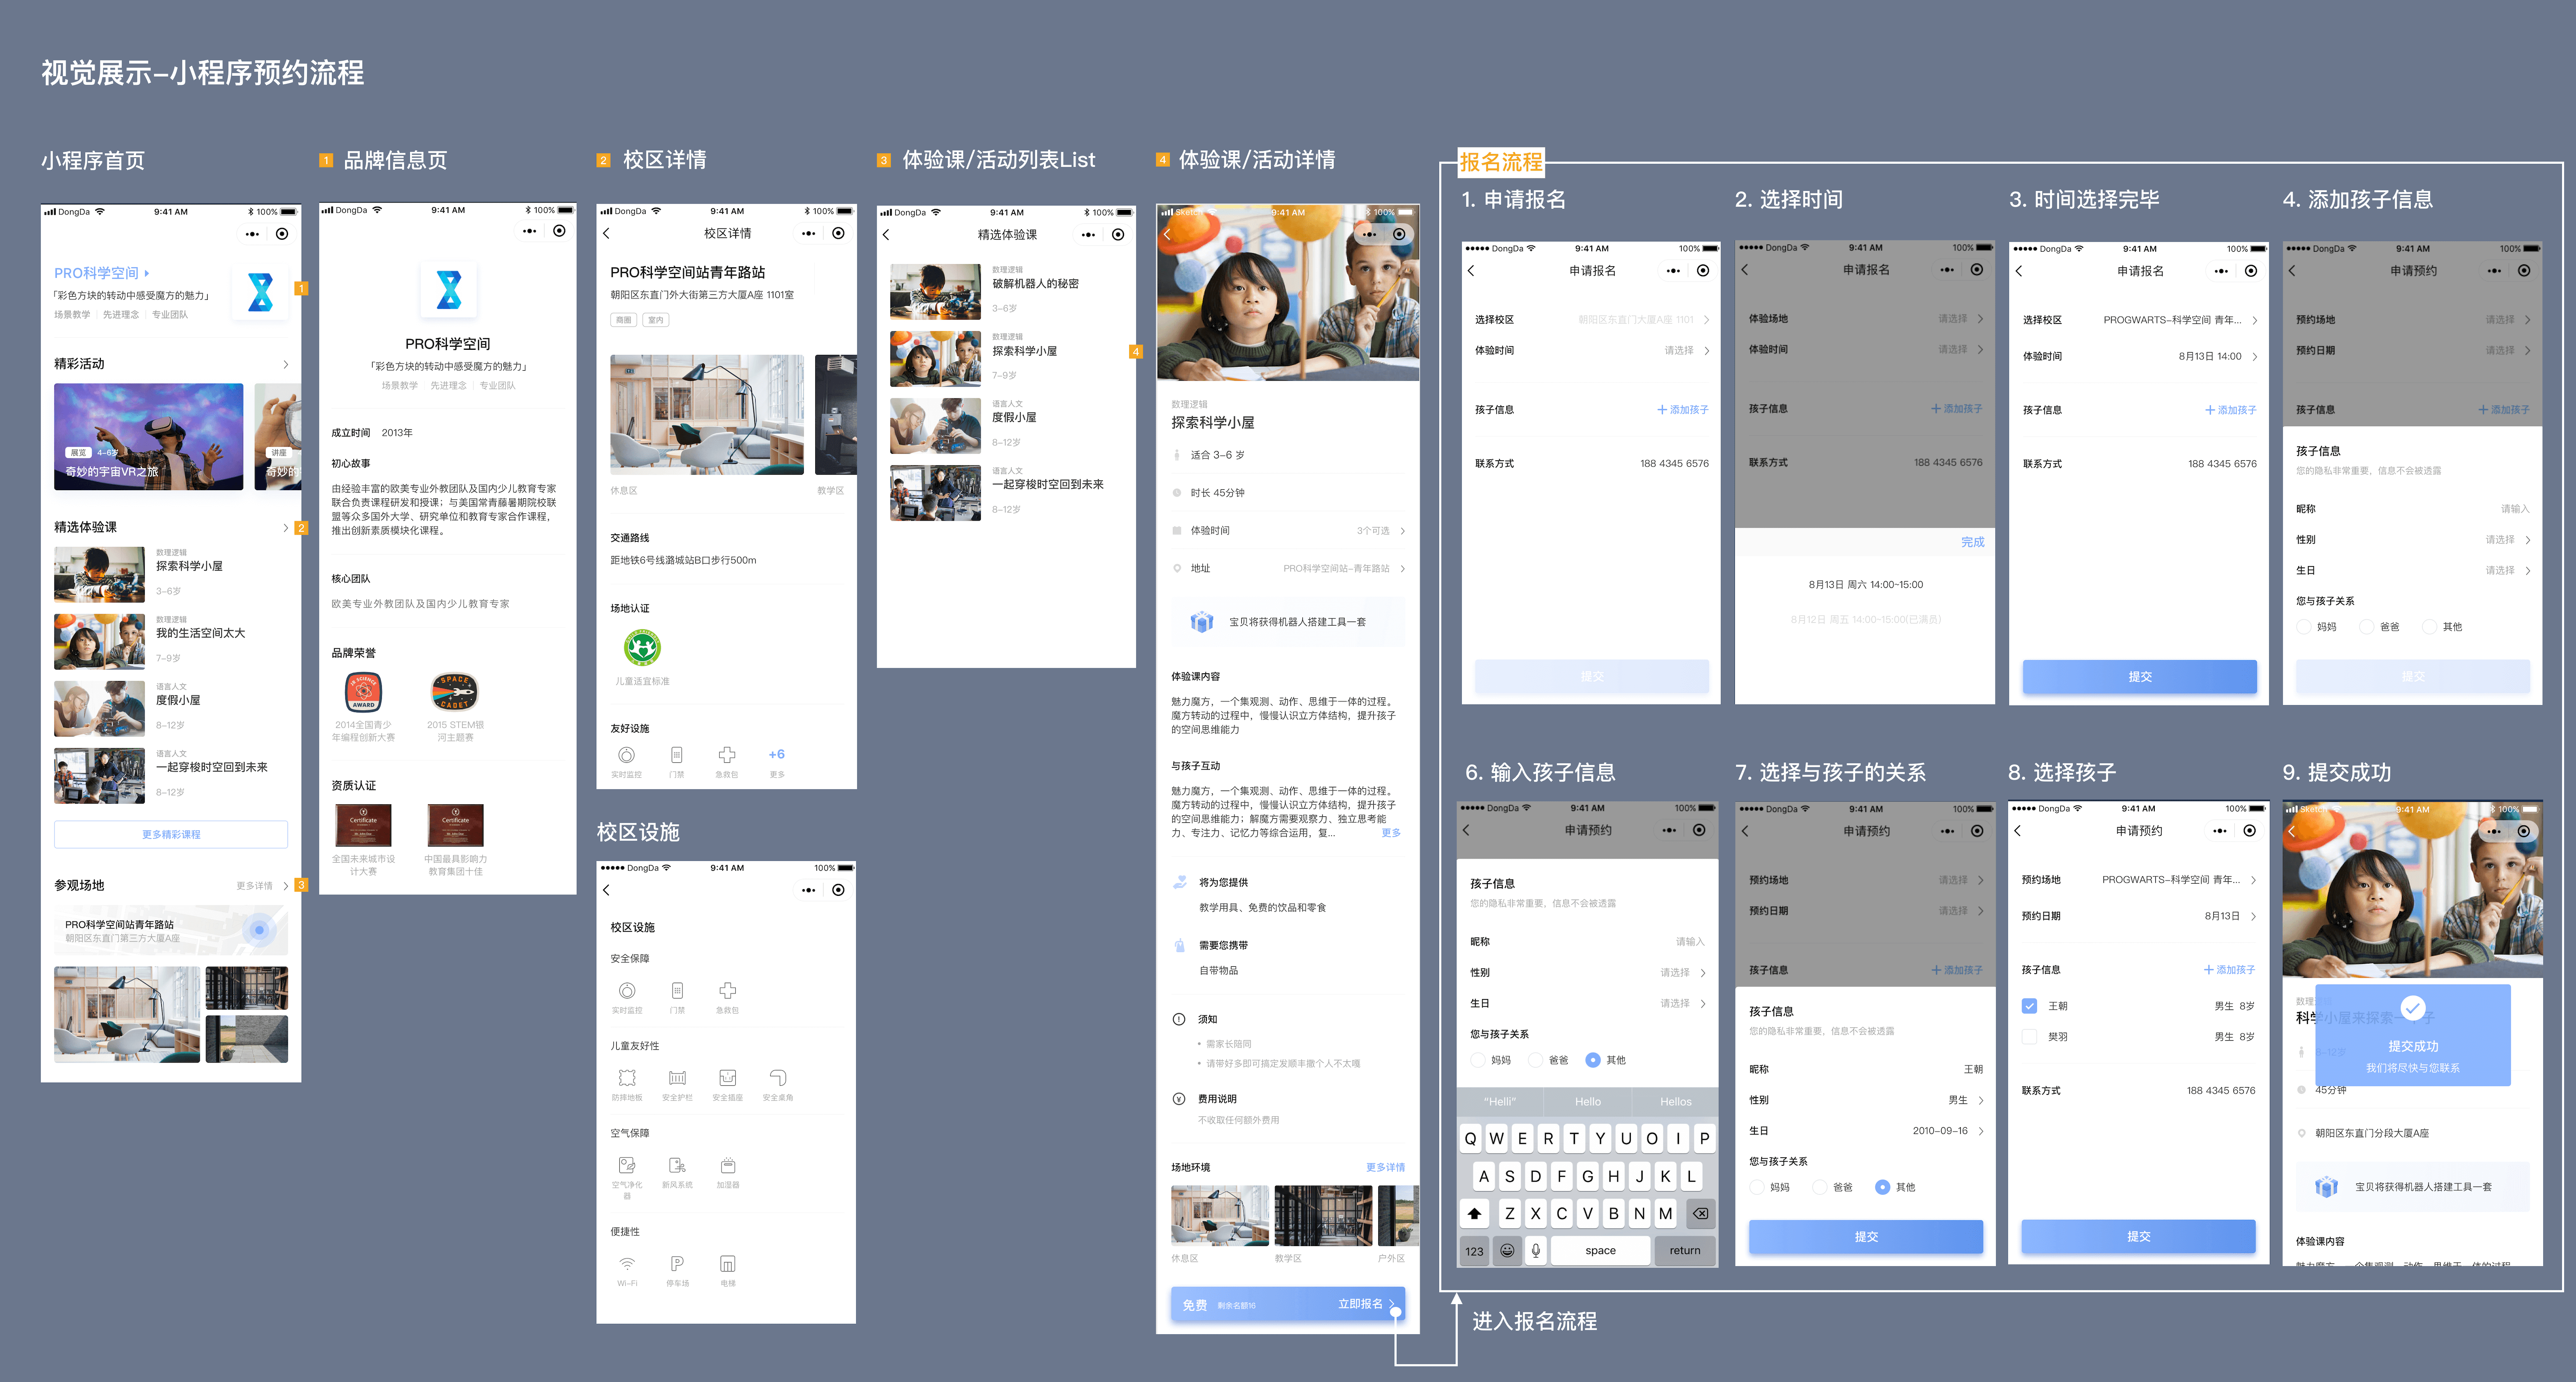 视觉展示-小程序预约流程
小程序首页
DongDa
9:41 AM
100%
PRO科学空间
「彩色方块的转动中感受魔方的魅力」
场景教学 先进理念 专业团队
1
精彩活动
展览 4-6岁
奇妙的宇宙VR之旅
讲座
奇妙的
精选体验课
2
数理逻辑
探索科学小屋
3-6岁
数理逻辑
我的生活空间太大
7-9岁
语言人文
度假小屋
8-12岁
语言人文
一起穿梭时空回到未来
8-12岁
更多精彩课程
参观场地
更多详情
3
PRO科学空间站青年路站
朝阳区东直门第三方大厦A座
1 品牌信息页
DongDa
9:41 AM
100%
PRO科学空间
「彩色方块的转动中感受魔方的魅力」
场景教学 先进理念 专业团队
成立时间 2013年
初心故事
由经验丰富的欧美专业外教团队及国内少儿教育专家
联合负责课程研发和授课；与美国常青藤暑期院校联
盟等众多国外大学、研究单位和教育专家合作课程，
推出创新素质模块化课程。
核心团队
欧美专业外教团队及国内少儿教育专家
品牌荣誉
SCIENCE
AWARD
SPACE
CADET
2014全国青少
年编程创新大赛
2015 STEM银
河主题赛
资质认证
Certificate
Certificate
全国未来城市设
计大赛
中国最具影响力
教育集团十佳
2 校区详情
DongDa
9:41 AM
100%
校区详情
PRO科学空间站青年路站
朝阳区东直门外大街第三方大厦A座 1101室
商圈 室内
休息区
教学区
交通路线
距地铁6号线潞城站B口步行500m
场地认证
儿童适宜标准
友好设施
+6
实时监控 门禁 急救包 更多
校区设施
DongDa
9:41 AM
100%
校区设施
安全保障
实时监控 门禁 急救包
儿童友好性
防摔地板 安全护栏 安全插座 安全桌角
空气保障
空气净化
器
新风系统 加湿器
便捷性
Wi-Fi 停车场 电梯
3 体验课/活动列表List
DongDa
9:41 AM
100%
精选体验课
数理逻辑
破解机器人的秘密
3-6岁
数理逻辑
探索科学小屋
7-9岁
4
语言人文
度假小屋
8-12岁
语言人文
一起穿梭时空回到未来
8-12岁
4 体验课/活动详情
Sketch
9:41 AM
100%
数理逻辑
探索科学小屋
适合 3-6 岁
时长 45分钟
体验时间 3个可选
地址 PRO科学空间站-青年路站
宝贝将获得机器人搭建工具一套
体验课内容
魅力魔方，一个集观测、动作、思维于一体的过程。
魔方转动的过程中，慢慢认识立方体结构，提升孩子
的空间思维能力
与孩子互动
魅力魔方，一个集观测、动作、思维于一体的过程。
魔方转动的过程中，慢慢认识立方体结构，提升孩子
的空间思维能力；解魔方需要观察力、独立思考能
力、专注力、记忆力等综合运用，复... 更多
将为您提供
教学用具、免费的饮品和零食
需要您携带
自带物品
须知
• 需家长陪同
• 请带好多即可搞定发顺丰撒个人不太嘎
费用说明
不收取任何额外费用
场地环境 更多详情
休息区 教学区 户外区
免费 剩余名额16 立即报名
进入报名流程
报名流程
1. 申请报名
DongDa
9:41 AM
100%
申请报名
选择校区 朝阳区东直门大厦A座 1101
体验时间 请选择
孩子信息 +添加孩子
联系方式 188 4345 6576
提交
2. 选择时间
DongDa
9:41 AM
100%
申请报名
体验场地 请选择
体验时间 请选择
孩子信息 +添加孩子
联系方式 188 4345 6576
完成
8月13日 周六 14:00-15:00
8月12日 周五 14:00-15:00(已满员)
3. 时间选择完毕
DongDa
9:41 AM
100%
申请报名
选择校区 PROGWARTS-科学空间 青年...
体验时间 8月13日 14:00
孩子信息 +添加孩子
联系方式 188 4345 6576
提交
4. 添加孩子信息
DongDa
9:41 AM
100%
申请预约
预约场地 请选择
预约日期 请选择
孩子信息 +添加孩子
孩子信息
您的隐私非常重要，信息不会被透露
昵称 请输入
性别 请选择
生日 请选择
您与孩子关系
妈妈 爸爸 其他
提交
6. 输入孩子信息
DongDa
9:41 AM
100%
申请预约
孩子信息
您的隐私非常重要，信息不会被透露
昵称 请输入
性别 请选择
生日 请选择
您与孩子关系
妈妈 爸爸 其他
“Helli” Hello Hellos
Q W E R T Y U O I P
A S D F G H J K L
Z X C V B N M
123 space return
7. 选择与孩子的关系
DongDa
9:41 AM
100%
申请预约
预约场地 请选择
预约日期 请选择
孩子信息 +添加孩子
孩子信息
您的隐私非常重要，信息不会被透露
昵称 王朝
性别 男生
生日 2010-09-16
您与孩子关系
妈妈 爸爸 其他
提交
8. 选择孩子
DongDa
9:41 AM
100%
申请预约
预约场地 PROGWARTS-科学空间 青年...
预约日期 8月13日
孩子信息 +添加孩子
王朝 男生 8岁
樊羽 男生 8岁
联系方式 188 4345 6576
提交
9. 提交成功
Sketch
9:41 AM
100%
数理
科学小屋来探索一下子
提交成功
8-12岁
我们将尽快与您联系
45分钟
朝阳区东直门分段大厦A座
宝贝将获得机器人搭建工具一套
体验课内容
魅力魔方，一个集观测、动作、思维于一体的过程